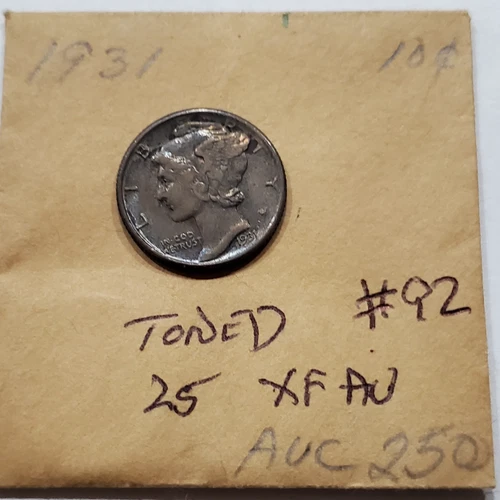 1931 10¢
LIBERTY
IN GOD
WE TRUST
1931
TONED #92
25 XF AU
AUC 250